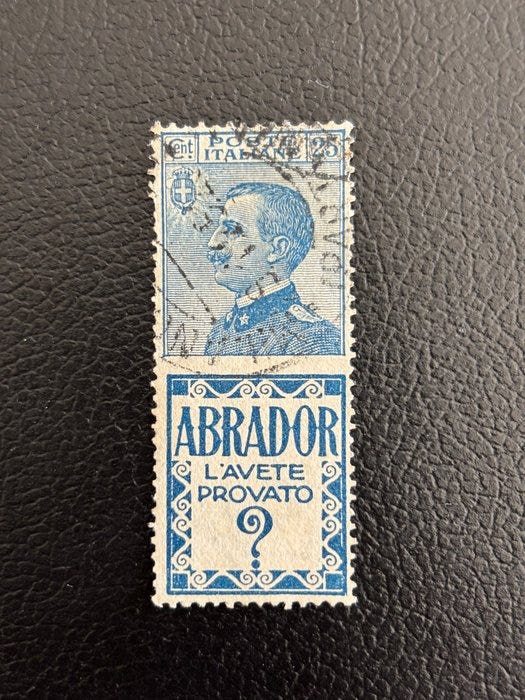 Cent. POSTE 25
ITALIANE
ABRADOR
L'AVETE
PROVATO
?